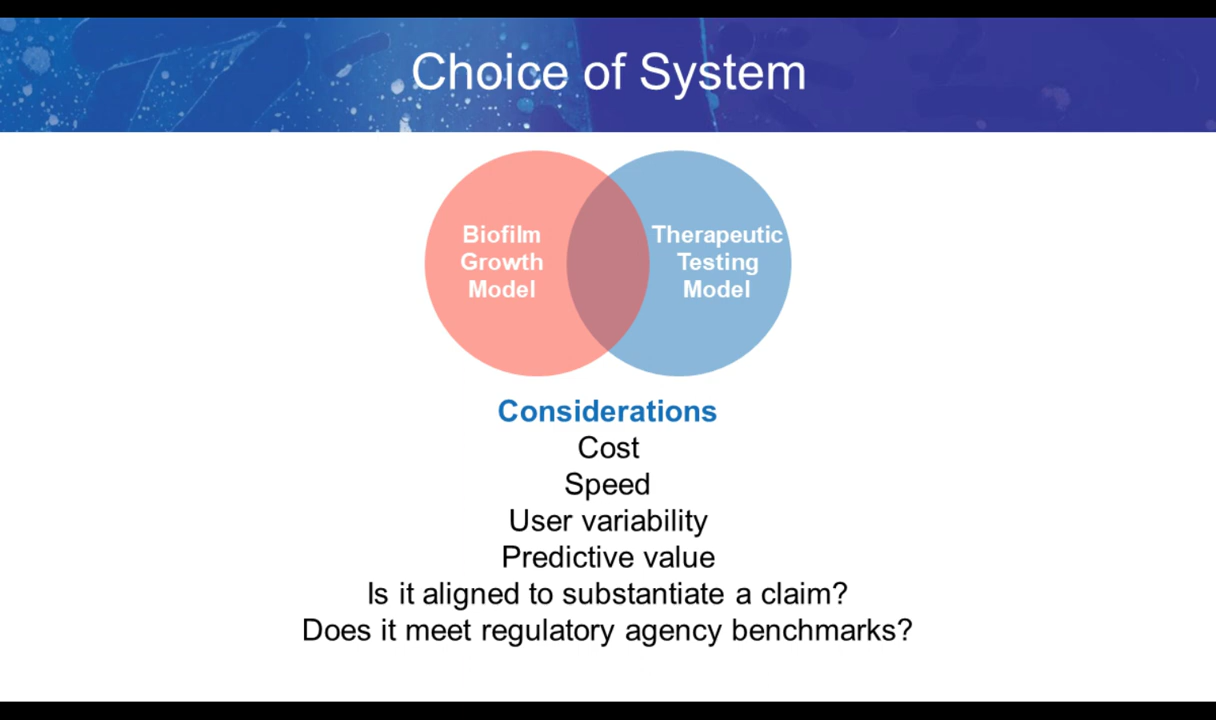 Choice of System
Biofilm
Growth
Model
Therapeutic
Testing
Model
Considerations
Cost
Speed
User variability
Predictive value
Is it aligned to substantiate a claim?
Does it meet regulatory agency benchmarks?